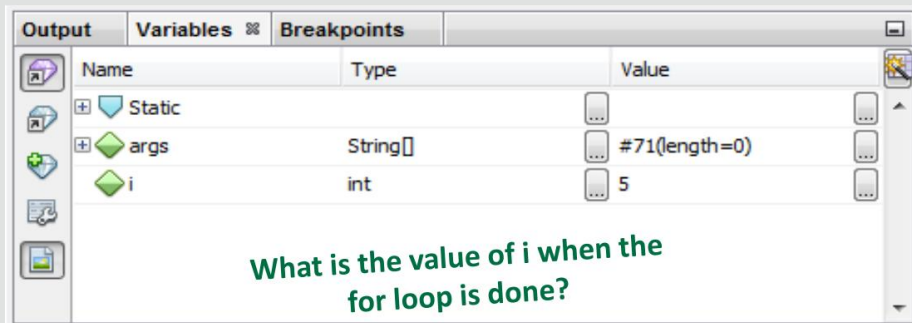 Output Variables Breakpoints
Name Type Value
Static ... ...
args String[] ... #71(length=0) ...
i int ... 5 ...
What is the value of i when the
for loop is done?